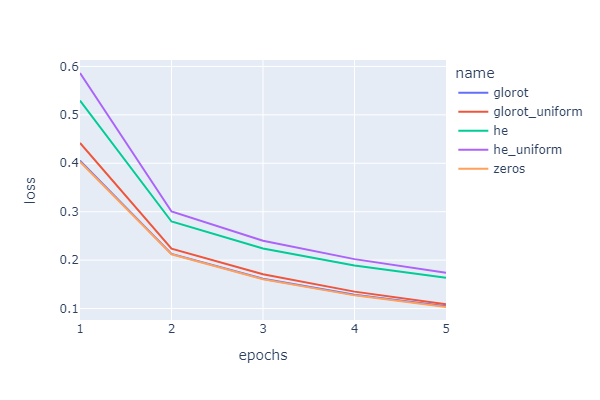 name
glorot
glorot_uniform
he
he_uniform
zeros
loss
0.6
0.5
0.4
0.3
0.2
0.1
1 2 3 4 5
epochs